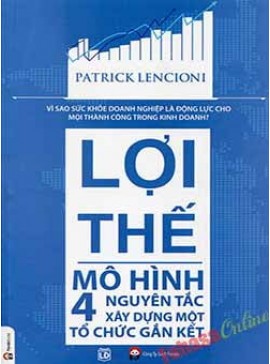 PATRICK LENCIONI
VÌ SAO SỨC KHỎE DOANH NGHIỆP LÀ ĐỘNG LỰC CHO
MỌI THÀNH CÔNG TRONG KINH DOANH?
LỢI
THẾ
MÔ HÌNH
4 NGUYÊN TẮC
XÂY DỰNG MỘT
TỔ CHỨC GẮN KẾT
Online